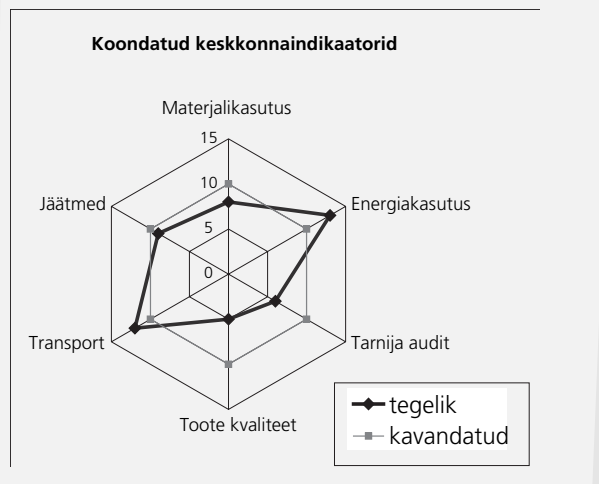 Koondatud keskkonnaindikaatorid
Materjalikasutus
15
10
5
0
Jäätmed
Energiakasutus
Transport
Tarnija audit
Toote kvaliteet
tegelik
kavandatud